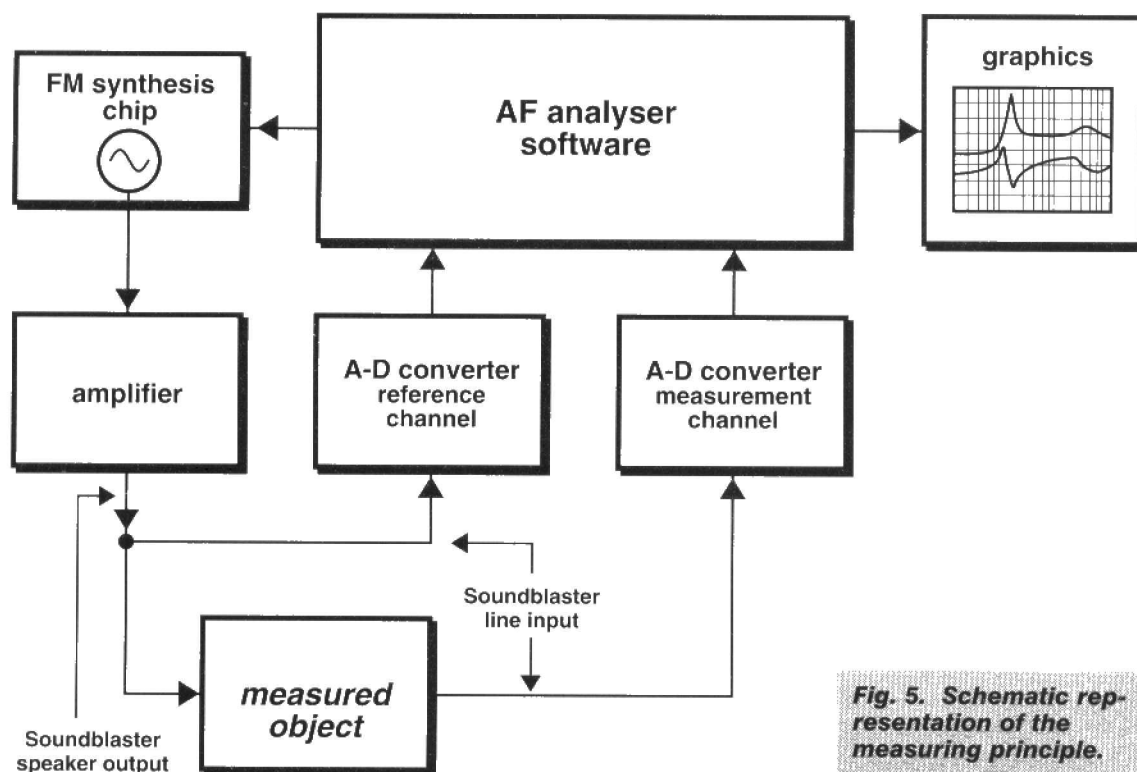 FM synthesis
chip
AF analyser
software
graphics
amplifier
A-D converter
reference
channel
A-D converter
measurement
channel
Soundblaster
line input
measured
object
Soundblaster
speaker output
Fig. 5. Schematic rep-
resentation of the
measuring principle.